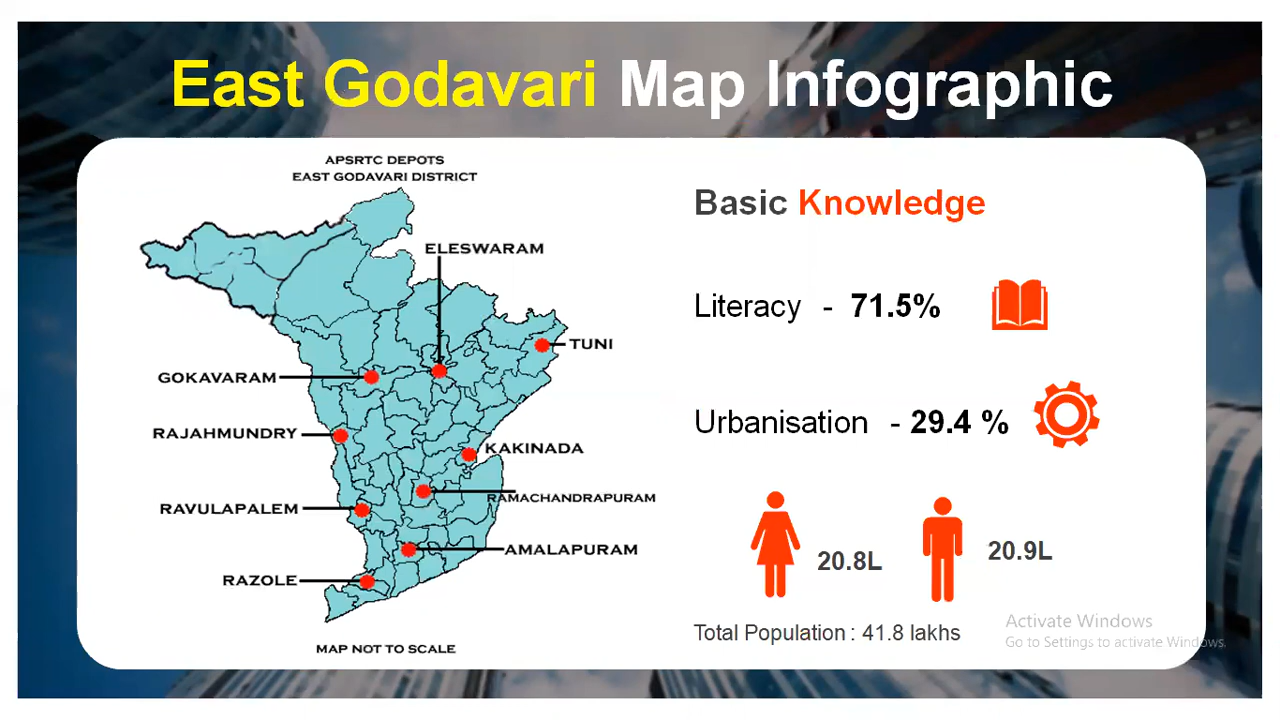 East Godavari Map Infographic
APSRTC DEPOTS
EAST GODAVARI DISTRICT
ELESWARAM
TUNI
GOKAVARAM
RAJAHMUNDRY
KAKINADA
RAMACHANDRAPURAM
RAVULAPALEM
AMALAPURAM
RAZOLE
MAP NOT TO SCALE
Basic Knowledge
Literacy - 71.5%
Urbanisation - 29.4 %
20.8L
20.9L
Total Population : 41.8 lakhs
Activate Windows
Go to Settings to activate Windows.